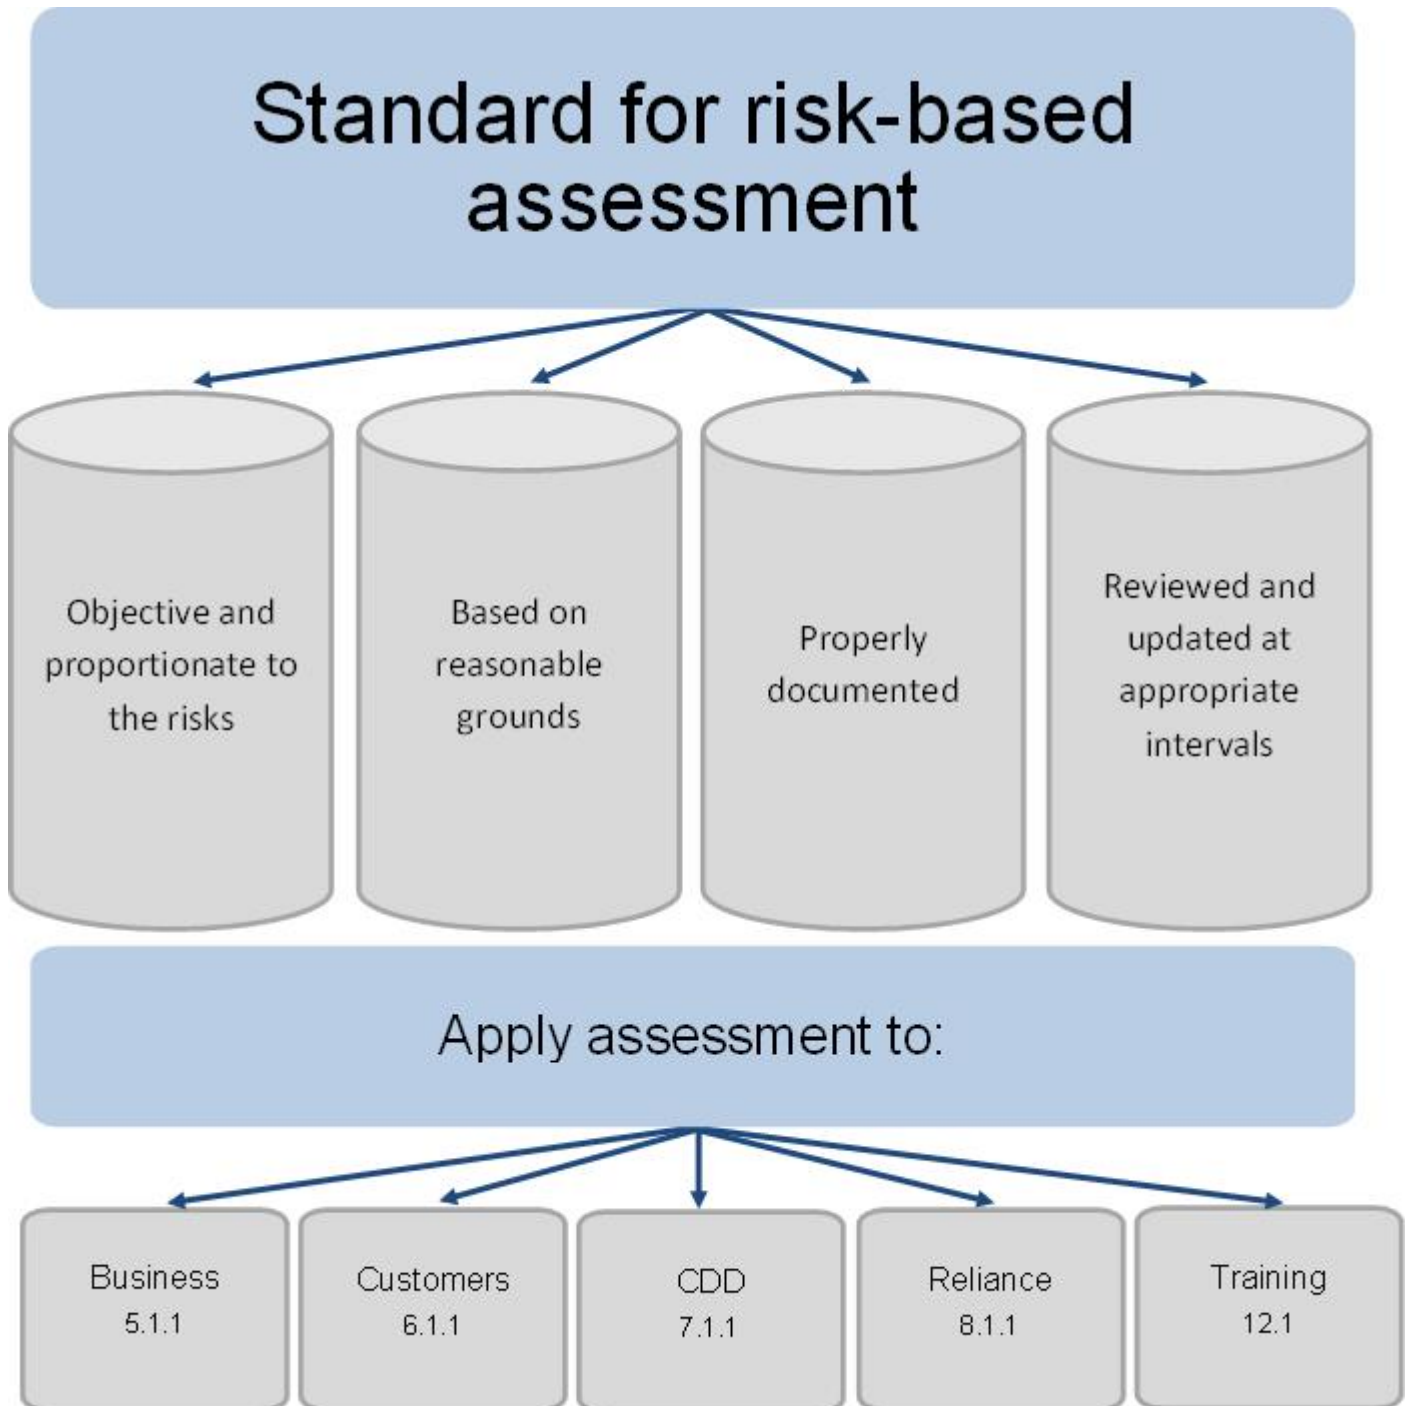 Standard for risk-based
assessment
Objective and
proportionate to
the risks
Based on
reasonable
grounds
Properly
documented
Reviewed and
updated at
appropriate
intervals
Apply assessment to:
Business
5.1.1
Customers
6.1.1
CDD
7.1.1
Reliance
8.1.1
Training
12.1